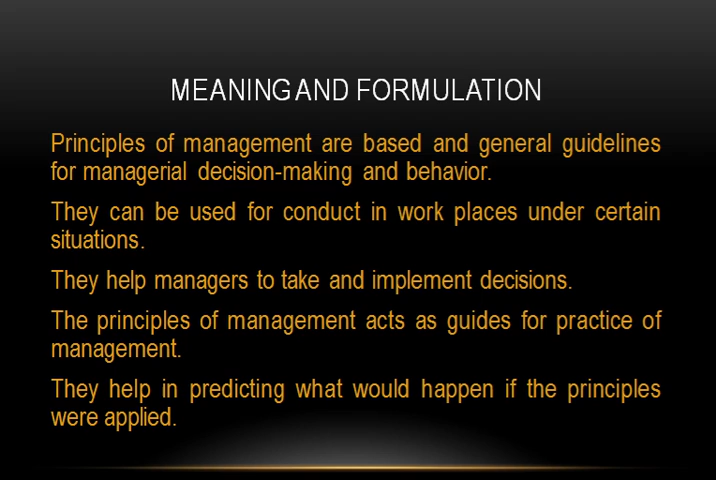 MEANING AND FORMULATION
Principles of management are based and general guidelines
for managerial decision-making and behavior.
They can be used for conduct in work places under certain
situations.
They help managers to take and implement decisions.
The principles of management acts as guides for practice of
management.
They help in predicting what would happen if the principles
were applied.